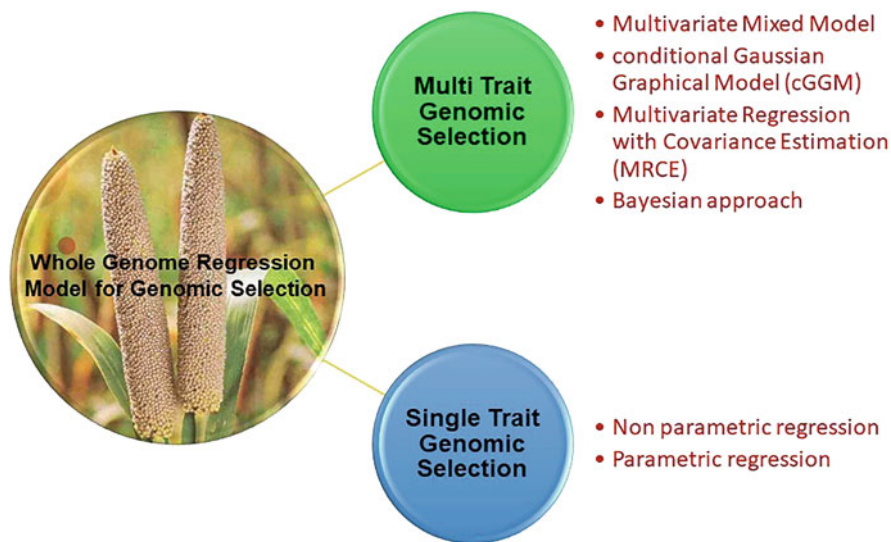 Whole Genome Regression
Model for Genomic Selection
Multi Trait
Genomic
Selection
• Multivariate Mixed Model
• conditional Gaussian
Graphical Model (cGGM)
• Multivariate Regression
with Covariance Estimation
(MRCE)
• Bayesian approach
Single Trait
Genomic
Selection
• Non parametric regression
• Parametric regression